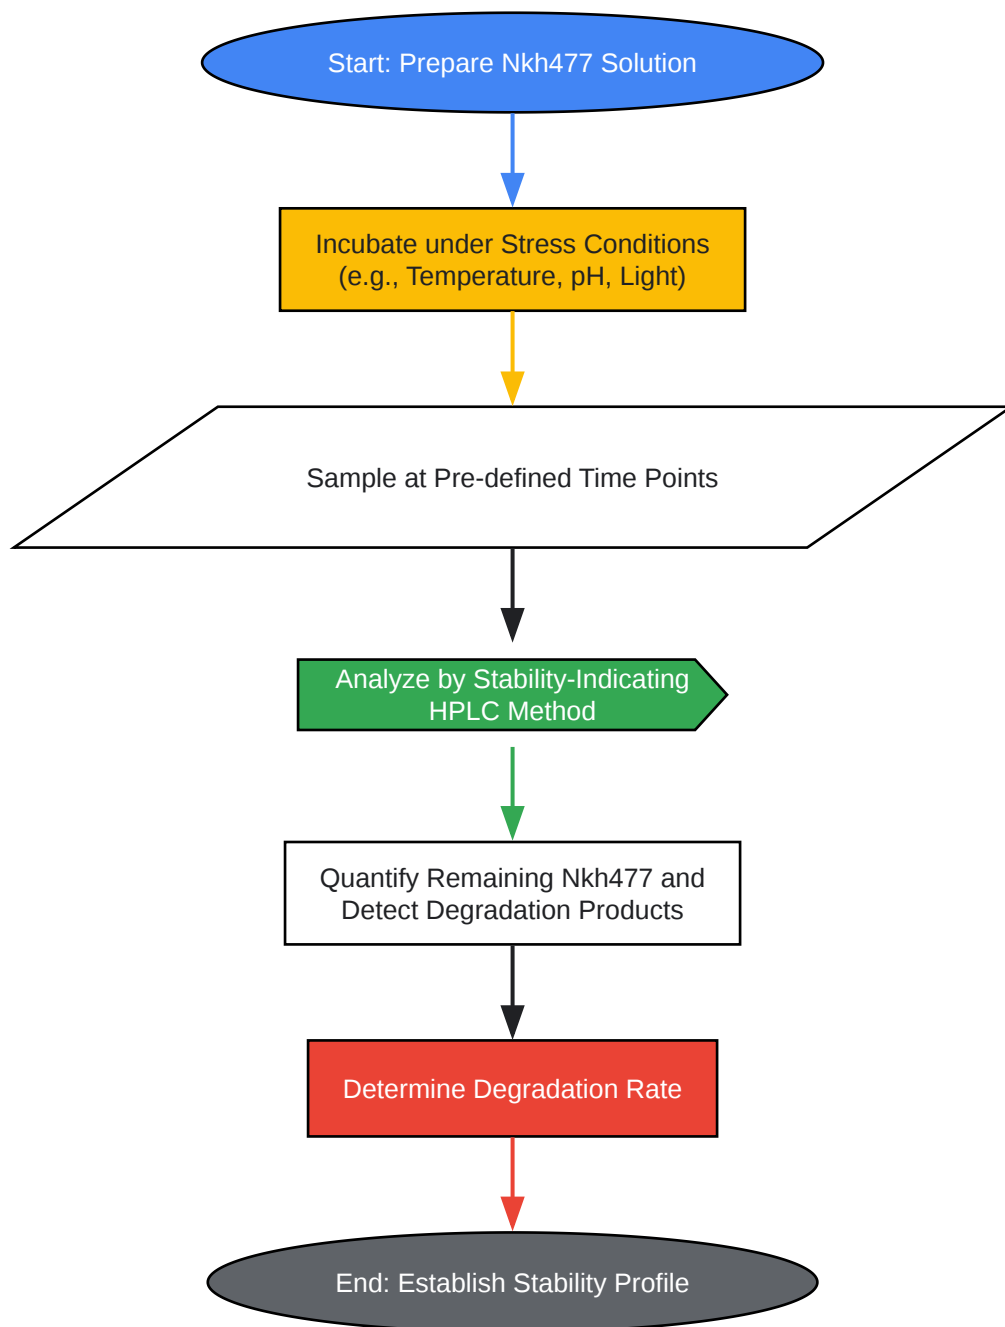 Start: Prepare Nkh477 Solution
Incubate under Stress Conditions
(e.g., Temperature, pH, Light)
Sample at Pre-defined Time Points
Analyze by Stability-Indicating
HPLC Method
Quantify Remaining Nkh477 and
Detect Degradation Products
Determine Degradation Rate
End: Establish Stability Profile